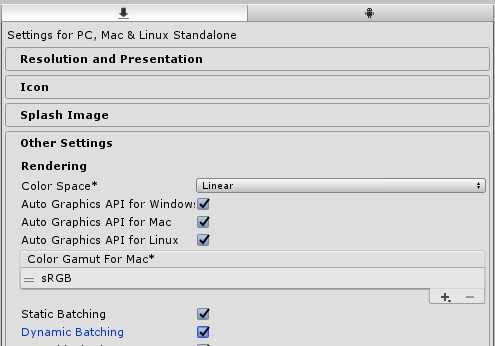 Settings for PC, Mac & Linux Standalone
Resolution and Presentation
Icon
Splash Image
Other Settings
Rendering
Color Space* Linear
Auto Graphics API for Windows
Auto Graphics API for Mac
Auto Graphics API for Linux
Color Gamut For Mac*
sRGB
Static Batching
Dynamic Batching